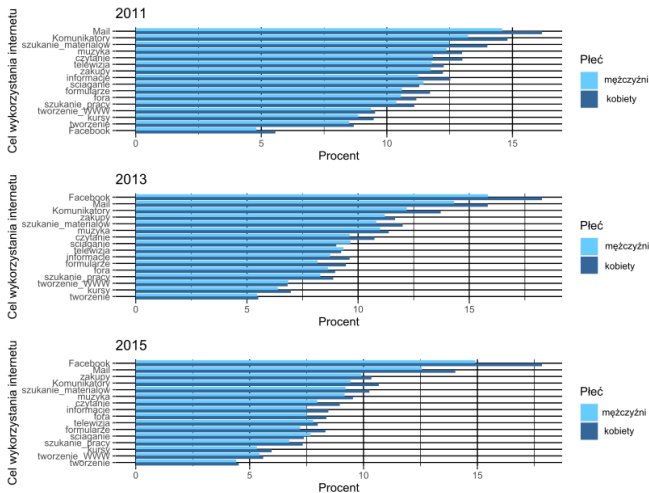 2011
Cel wykorzystania internetu
Mail
Komunikatory
szukanie_materialow
muzyka
czytanie
telewizja
zakupy
informacje
sciaganie
formularze
fora
szukanie_pracy
tworzenie_WWW
kursy
tworzenie
Facebook
0 5 10 15
Procent
Płeć
mężczyźni
kobiety
2013
Cel wykorzystania internetu
Facebook
Mail
Komunikatory
zakupy
szukanie_materialow
muzyka
czytanie
sciaganie
telewizja
informacje
formularze
fora
szukanie_pracy
tworzenie_WWW
kursy
tworzenie
0 5 10 15
Procent
Płeć
mężczyźni
kobiety
2015
Cel wykorzystania internetu
Facebook
Mail
zakupy
Komunikatory
szukanie_materialow
muzyka
czytanie
informacje
fora
telewizja
formularze
sciaganie
szukanie_pracy
kursy
tworzenie_WWW
tworzenie
0 5 10 15
Procent
Płeć
mężczyźni
kobiety